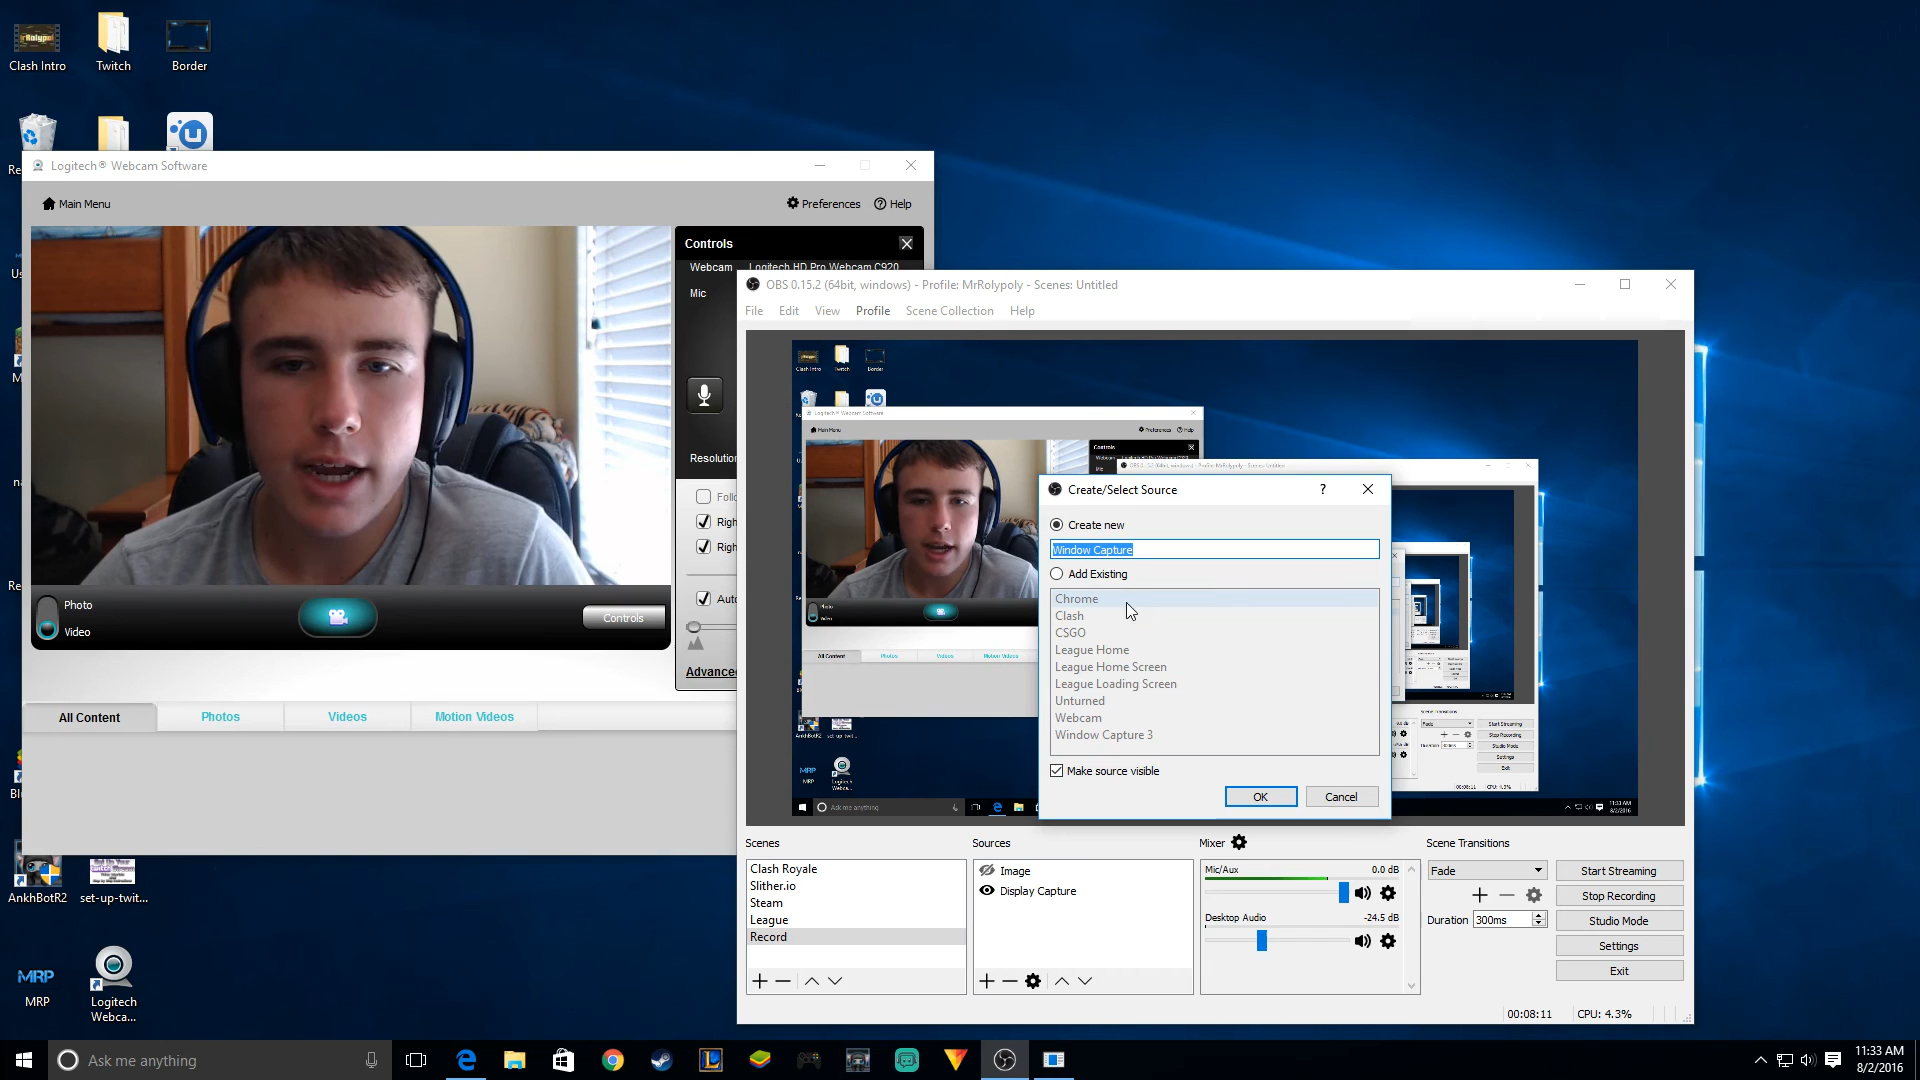 Clash Intro
Twitch
Border
Logitech® Webcam Software
Main Menu
Preferences
Help
Controls
Webcam
Logitech HD Pro Webcam C920
Mic
Resolution
Photo
Video
Controls
Advanced
All Content
Photos
Videos
Motion Videos
AnkhBotR2
set-up-twit...
MRP
MRP
Logitech
Webca...
OBS 0.15.2 (64bit, windows) - Profile: MrRolypoly - Scenes: Untitled
File
Edit
View
Profile
Scene Collection
Help
Create/Select Source
?
Create new
Window Capture
Add Existing
Chrome
Clash
CSGO
League Home
League Home Screen
League Loading Screen
Unturned
Webcam
Window Capture 3
Make source visible
OK
Cancel
Scenes
Clash Royale
Slither.io
Steam
League
Record
Sources
Image
Display Capture
Mixer
Mic/Aux
0.0 dB
Desktop Audio
-24.5 dB
Scene Transitions
Fade
Duration
300ms
Start Streaming
Stop Recording
Studio Mode
Settings
Exit
00:08:11
CPU: 4.3%
Ask me anything
11:33 AM
8/2/2016